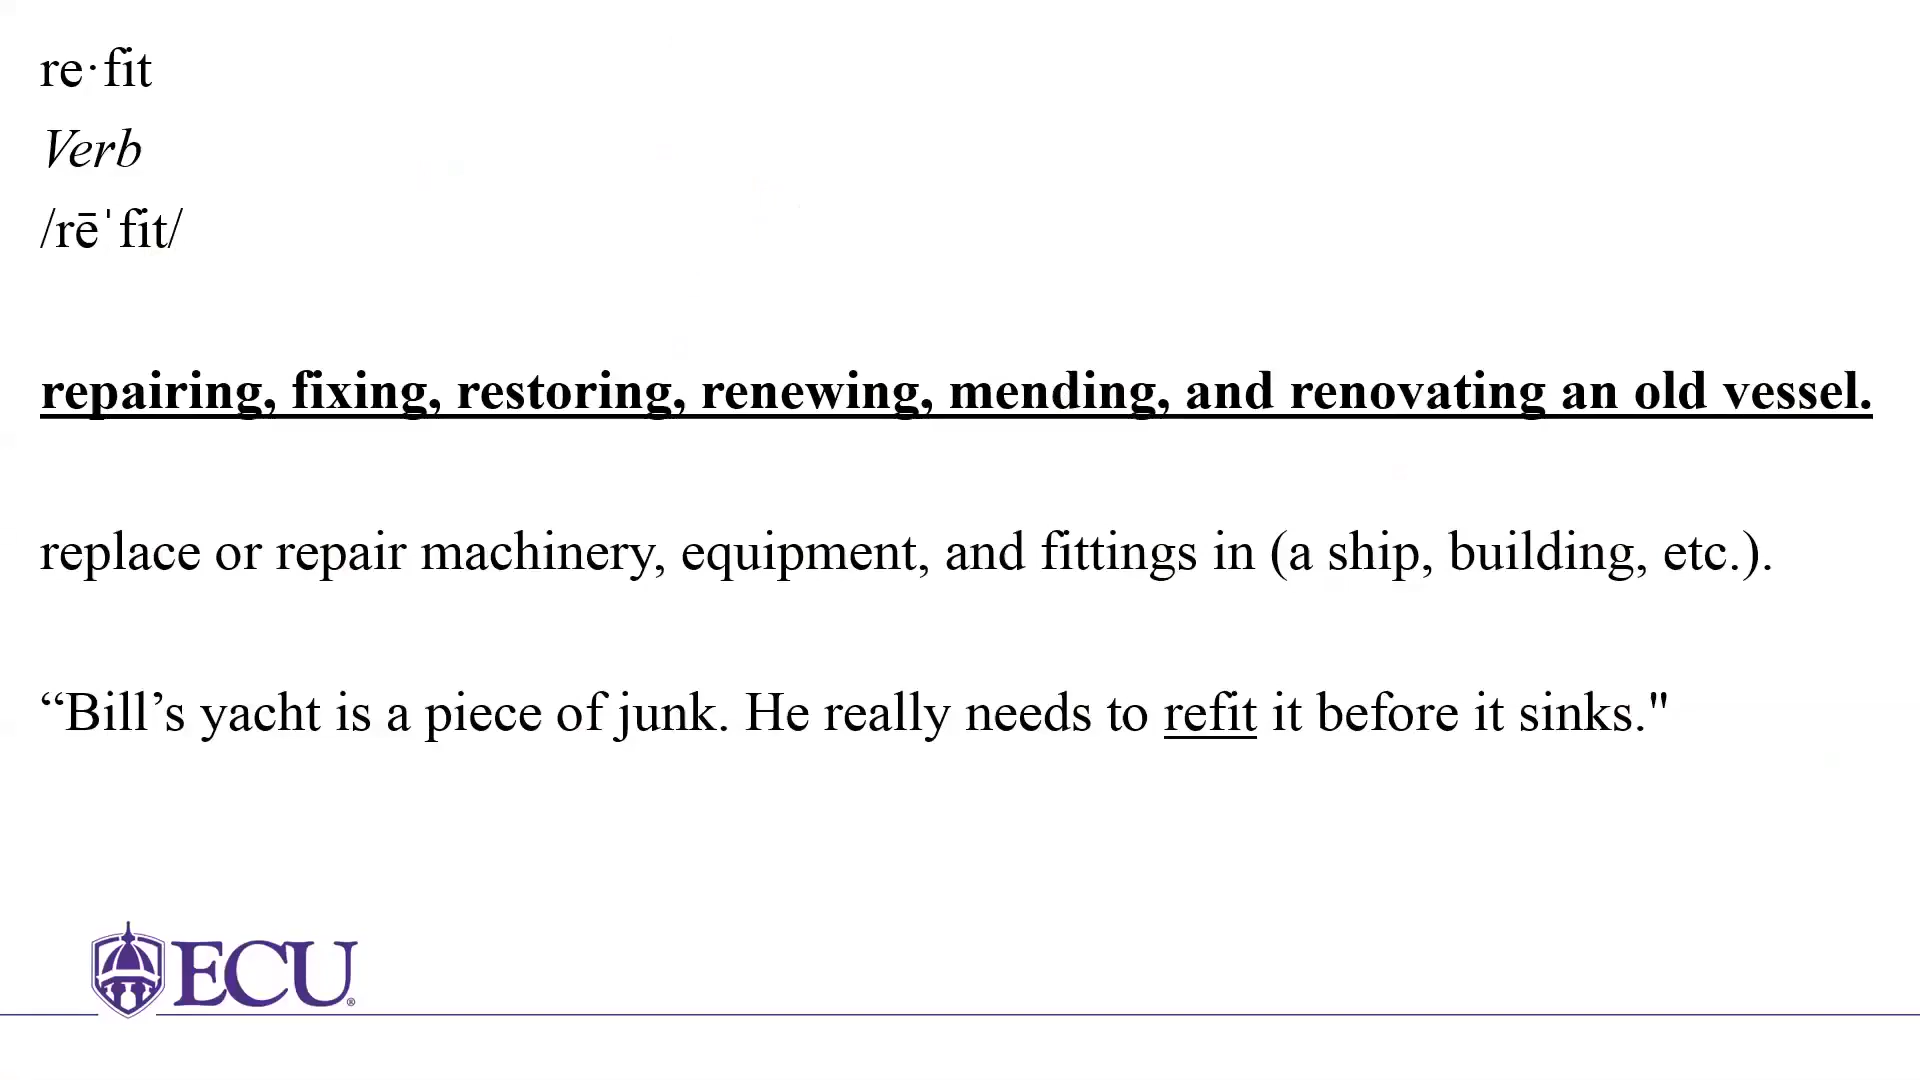 re·fit
Verb
/rēˈfit/
repairing, fixing, restoring, renewing, mending, and renovating an old vessel.
replace or repair machinery, equipment, and fittings in (a ship, building, etc.).
“Bill’s yacht is a piece of junk. He really needs to refit it before it sinks."
ECU®